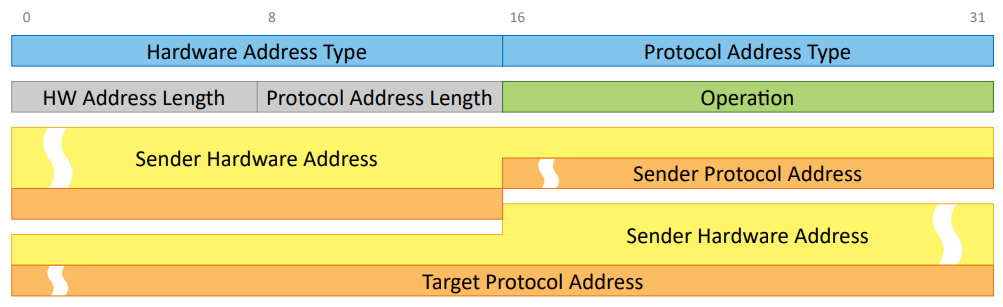 0 8 16 31
Hardware Address Type Protocol Address Type
HW Address Length Protocol Address Length Operation
Sender Hardware Address
Sender Protocol Address
Sender Hardware Address
Target Protocol Address